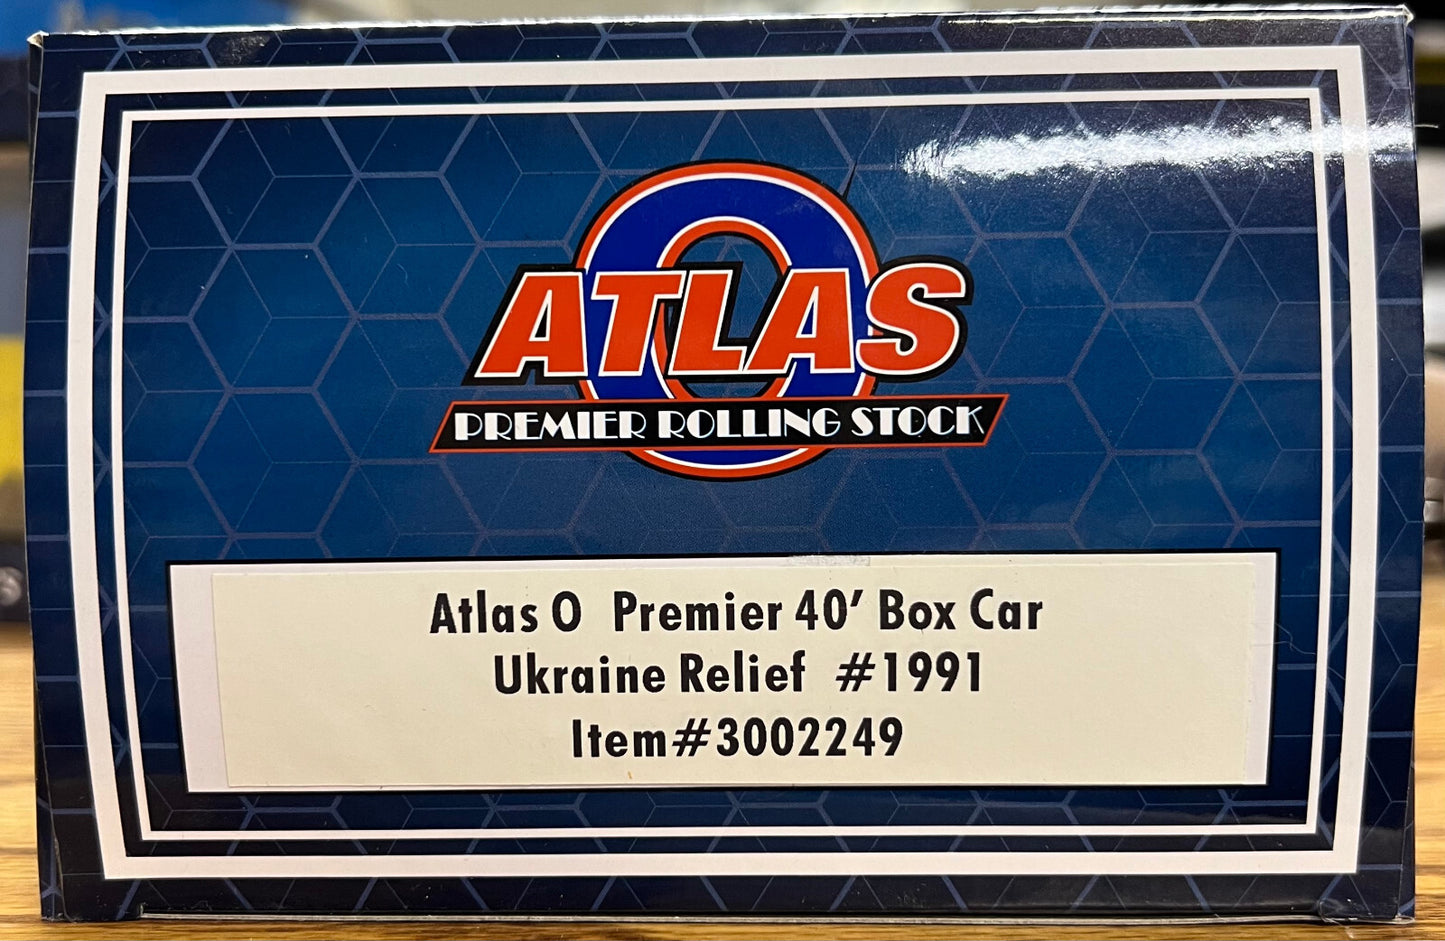 ATLAS O
PREMIER ROLLING STOCK
Atlas O Premier 40' Box Car
Ukraine Relief #1991
Item#3002249